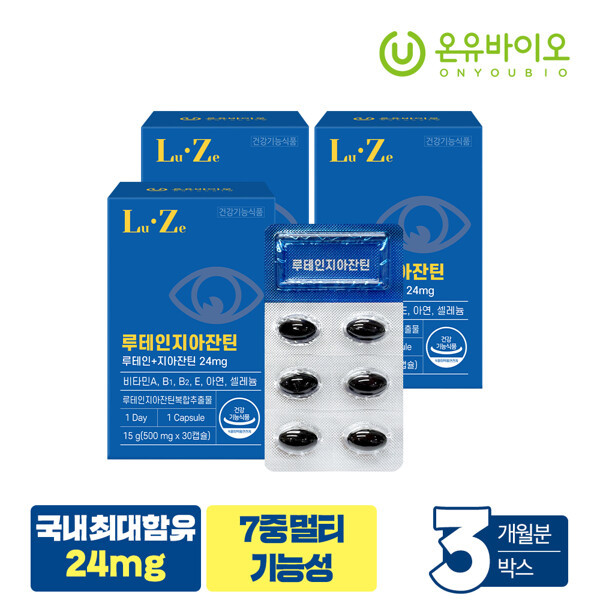 온유바이오
ONYOUBIO
건강기능식품
Lu·Ze
건강기능식품
Lu·Ze
아잔틴
24mg
E, 아연, 셀레늄
건강
기능식품
건강기능식품
Lu·Ze
루테인지아잔틴
루테인+지아잔틴 24mg
비타민A, B1, B2, E, 아연, 셀레늄
루테인지아잔틴복합추출물
1 Day 1 Capsule
15 g(500 mg x 30캡슐)
건강
기능식품
루테인지아잔틴
국내 최대함유
24mg
7중 멀티
기능성
3
개월분
박스